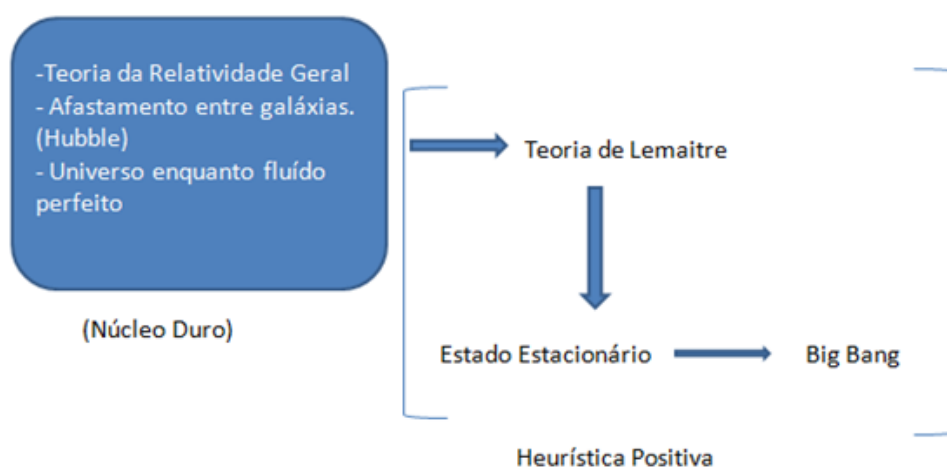 -Teoria da Relatividade Geral
- Afastamento entre galáxias.
(Hubble)
- Universo enquanto fluído
perfeito
(Núcleo Duro)
Teoria de Lemaitre
Estado Estacionário
Big Bang
Heurística Positiva